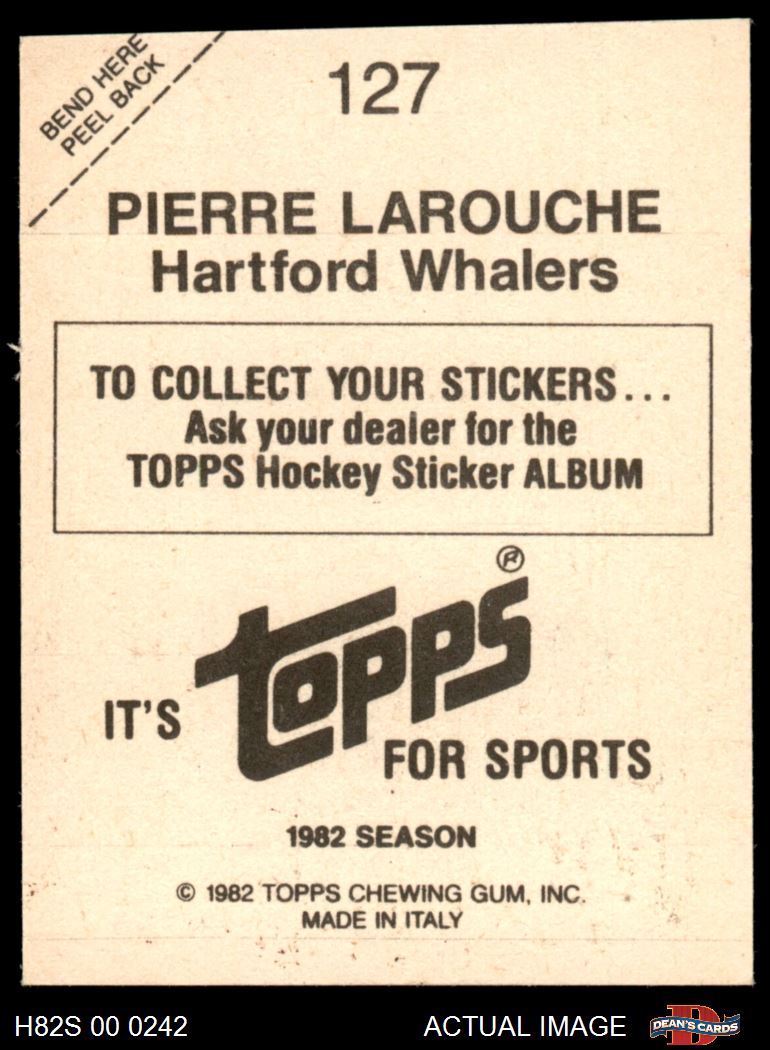 BEND HERE
PEEL BACK
127
PIERRE LAROUCHE
Hartford Whalers
TO COLLECT YOUR STICKERS...
Ask your dealer for the
TOPPS Hockey Sticker ALBUM
topps®
IT'S
FOR SPORTS
1982 SEASON
© 1982 TOPPS CHEWING GUM, INC.
MADE IN ITALY
H82S 00 0242
ACTUAL IMAGE
D
DEAN'S CARDS